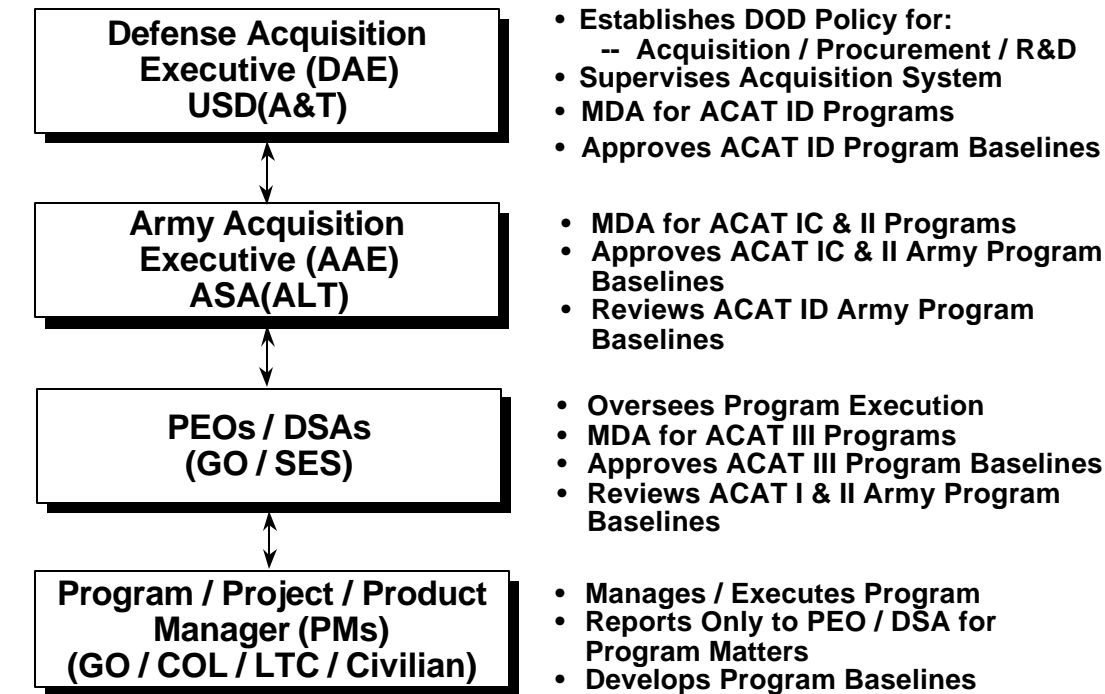 Defense Acquisition
Executive (DAE)
USD(A&T)
• Establishes DOD Policy for:
-- Acquisition / Procurement / R&D
• Supervises Acquisition System
• MDA for ACAT ID Programs
• Approves ACAT ID Program Baselines
Army Acquisition
Executive (AAE)
ASA(ALT)
• MDA for ACAT IC & II Programs
• Approves ACAT IC & II Army Program
Baselines
• Reviews ACAT ID Army Program
Baselines
PEOs / DSAs
(GO / SES)
• Oversees Program Execution
• MDA for ACAT III Programs
• Approves ACAT III Program Baselines
• Reviews ACAT I & II Army Program
Baselines
Program / Project / Product
Manager (PMs)
(GO / COL / LTC / Civilian)
• Manages / Executes Program
• Reports Only to PEO / DSA for
Program Matters
• Develops Program Baselines